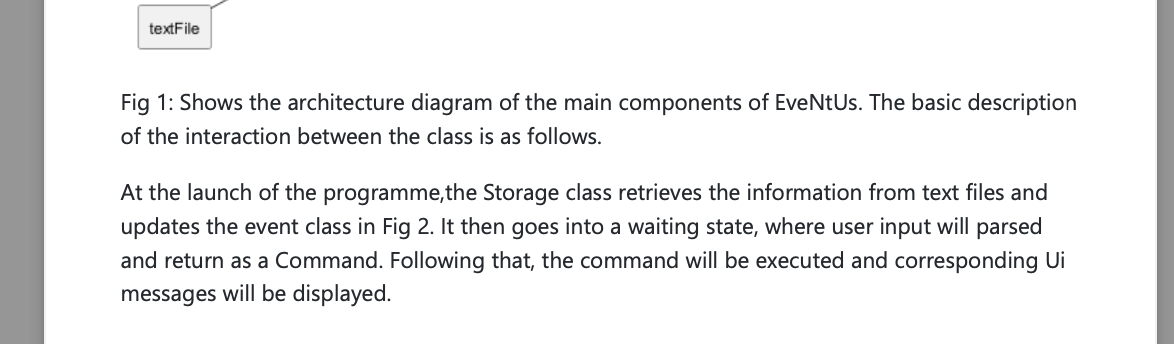 textFile
Fig 1: Shows the architecture diagram of the main components of EveNtUs. The basic description
of the interaction between the class is as follows.
At the launch of the programme,the Storage class retrieves the information from text files and
updates the event class in Fig 2. It then goes into a waiting state, where user input will parsed
and return as a Command. Following that, the command will be executed and corresponding Ui
messages will be displayed.